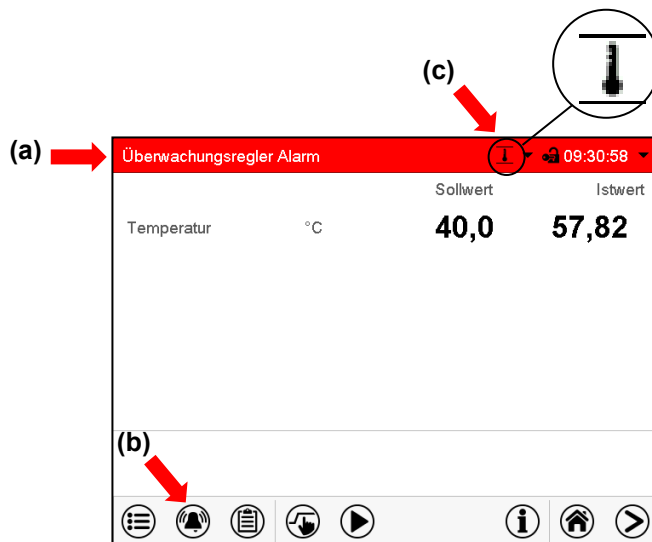 (c)
(a)
Überwachungsregler Alarm 09:30:58
Sollwert Istwert
Temperatur °C 40,0 57,82
(b)